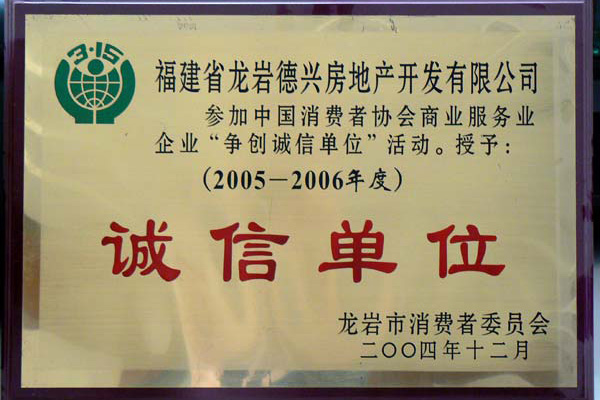 3·15
福建省龙岩德兴房地产开发有限公司
参加中国消费者协会商业服务业
企业“争创诚信单位”活动。授予：
（2005－2006年度）
诚信单位
龙岩市消费者委员会
二〇〇四年十二月